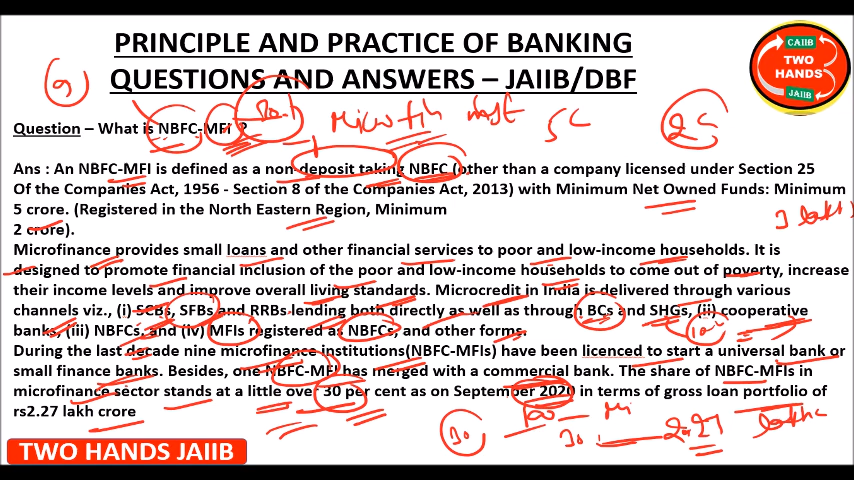 PRINCIPLE AND PRACTICE OF BANKING
QUESTIONS AND ANSWERS – JAIIB/DBF
CAIIB
TWO
HANDS
JAIIB
Question – What is NBFC-MFI ?
Ans : An NBFC-MFI is defined as a non deposit taking NBFC (other than a company licensed under Section 25
Of the Companies Act, 1956 - Section 8 of the Companies Act, 2013) with Minimum Net Owned Funds: Minimum
5 crore. (Registered in the North Eastern Region, Minimum
2 crore).
Microfinance provides small loans and other financial services to poor and low-income households. It is
designed to promote financial inclusion of the poor and low-income households to come out of poverty, increase
their income levels and improve overall living standards. Microcredit in India is delivered through various
channels viz., (i) SCBs, SFBs and RRBs lending both directly as well as through BCs and SHGs, (ii) cooperative
banks, (iii) NBFCs, and (iv) MFIs registered as NBFCs, and other forms.
During the last decade nine microfinance institutions(NBFC-MFIs) have been licenced to start a universal bank or
small finance banks. Besides, one NBFC-MFI has merged with a commercial bank. The share of NBFC-MFIs in
microfinance sector stands at a little over 30 per cent as on September 2020 in terms of gross loan portfolio of
rs2.27 lakh crore
30
30
2.27
TWO HANDS JAIIB